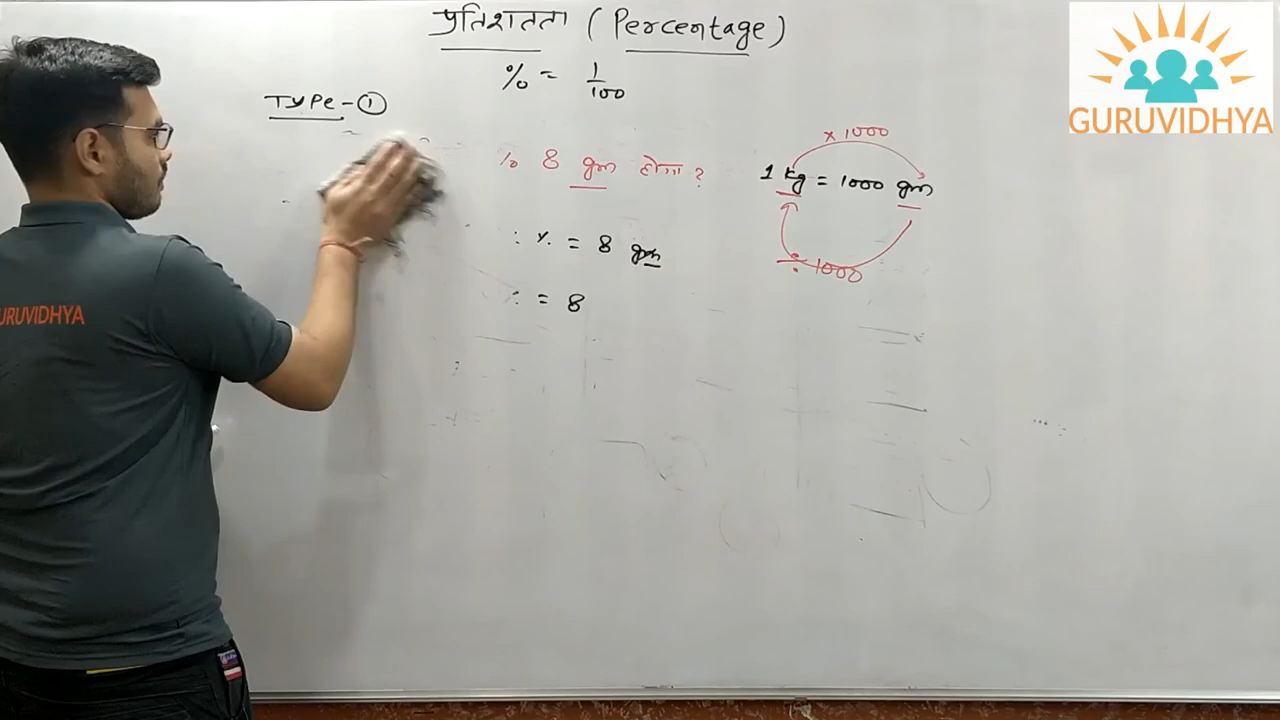 प्रतिशतता (Percentage)
% = 1/100
TYPE-①
% 8 gm होगा?
% = 8 gm
= 8
× 1000
1 kg = 1000 gm
÷ 1000
GURUVIDHYA
URUVIDHYA